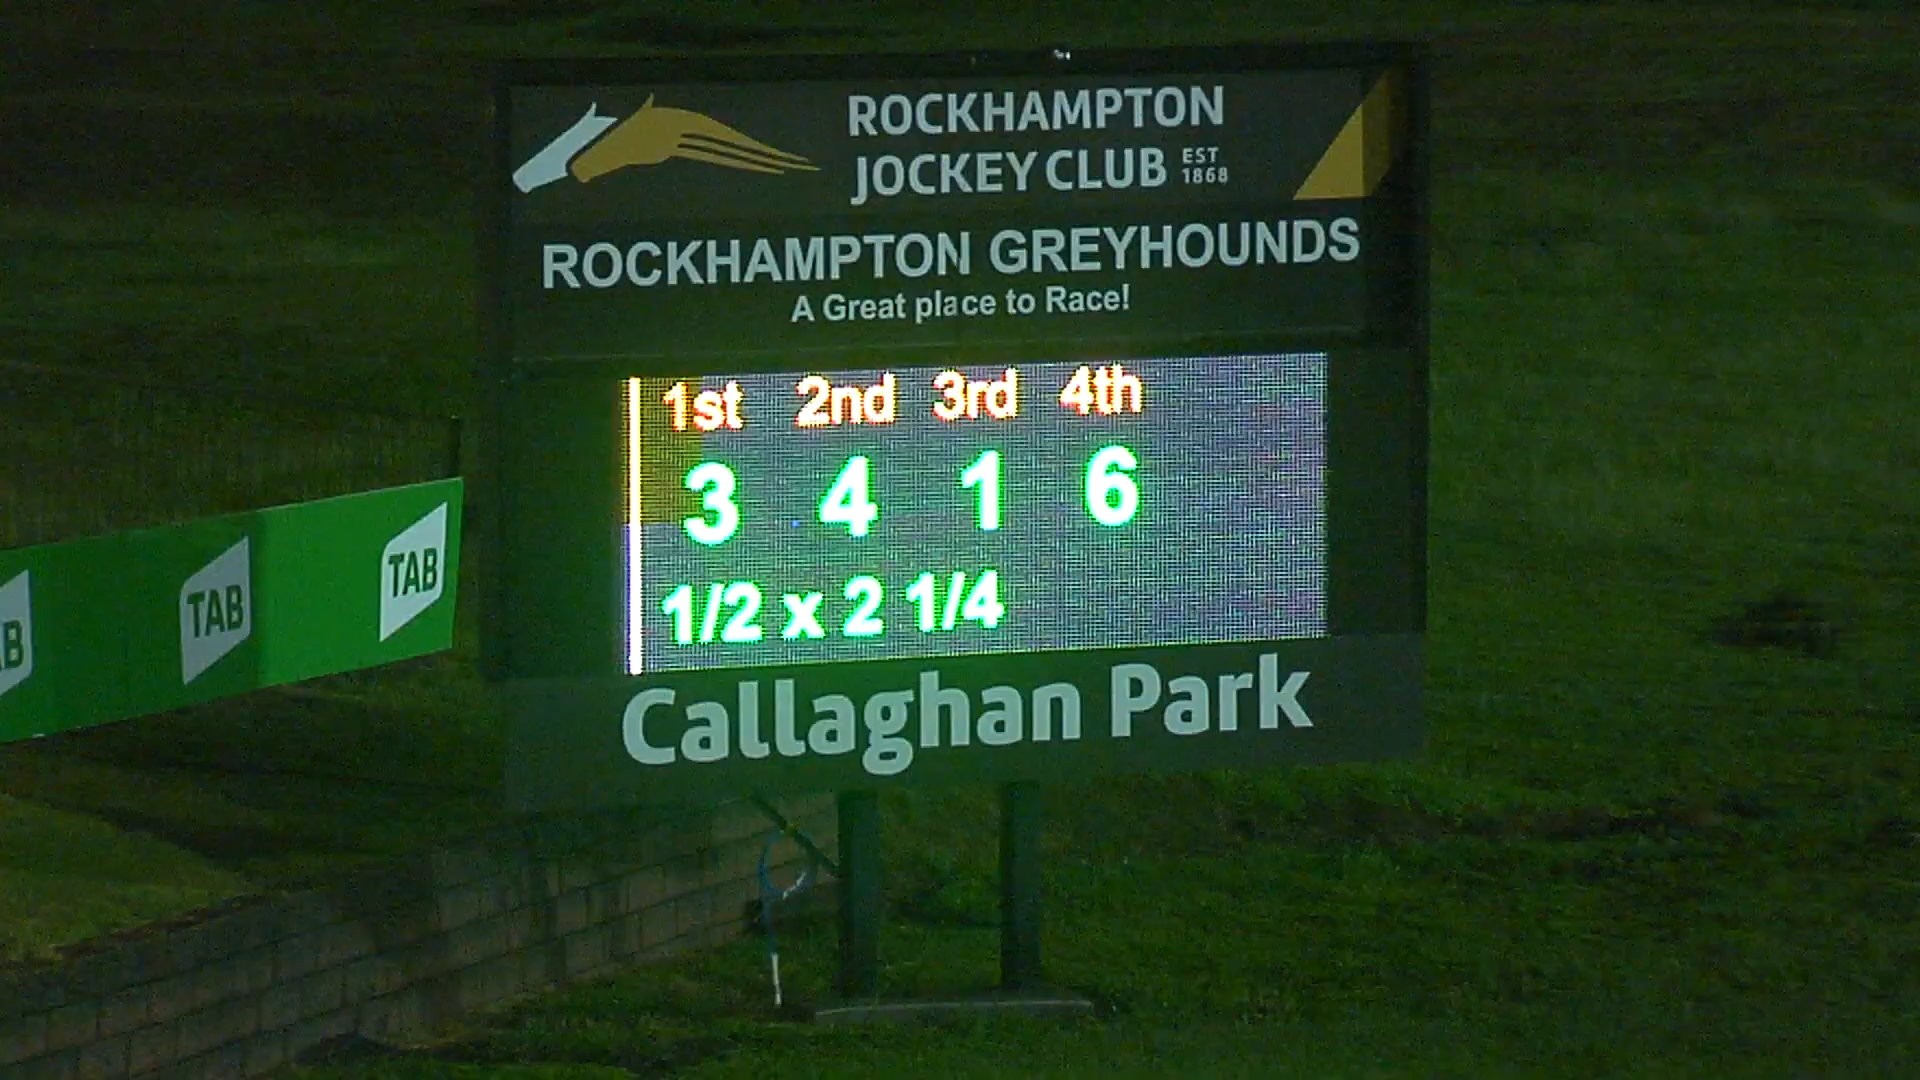 ROCKHAMPTON
JOCKEY CLUB EST 1868
ROCKHAMPTON GREYHOUNDS
A Great place to Race!
1st 2nd 3rd 4th
3 4 1 6
1/2 x 2 1/4
Callaghan Park
TAB
TAB
AB